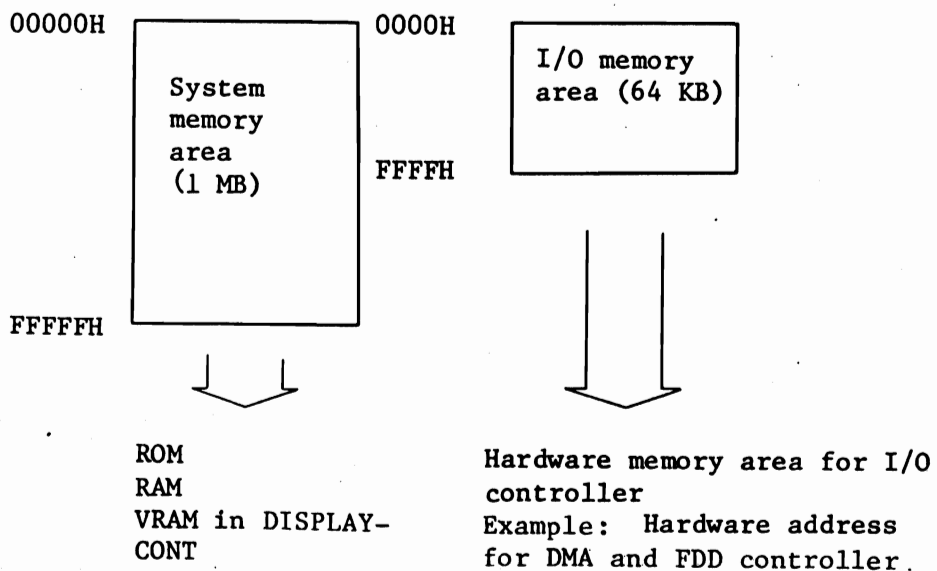 00000H
System
memory
area
(1 MB)
FFFFFH
ROM
RAM
VRAM in DISPLAY-
CONT
0000H
I/O memory
area (64 KB)
FFFFH
Hardware memory area for I/O
controller
Example: Hardware address
for DMA and FDD controller.